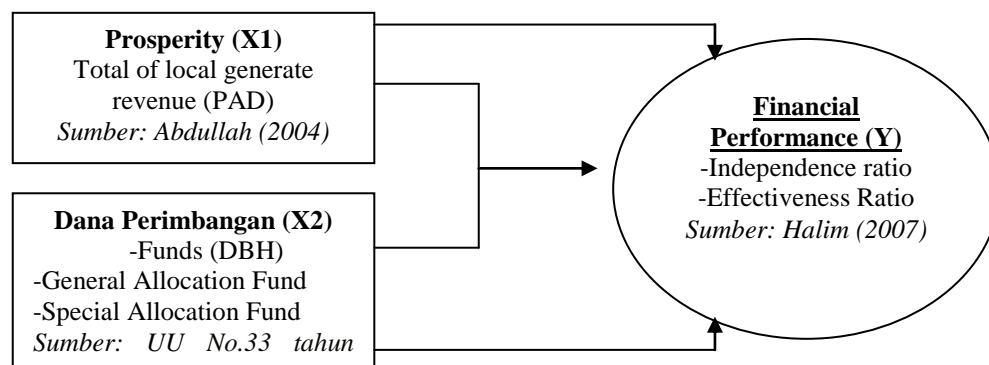 Prosperity (X1)
Total of local generate
revenue (PAD)
Sumber: Abdullah (2004)
Dana Perimbangan (X2)
-Funds (DBH)
-General Allocation Fund
-Special Allocation Fund
Sumber: UU No.33 tahun
Financial
Performance (Y)
-Independence ratio
-Effectiveness Ratio
Sumber: Halim (2007)